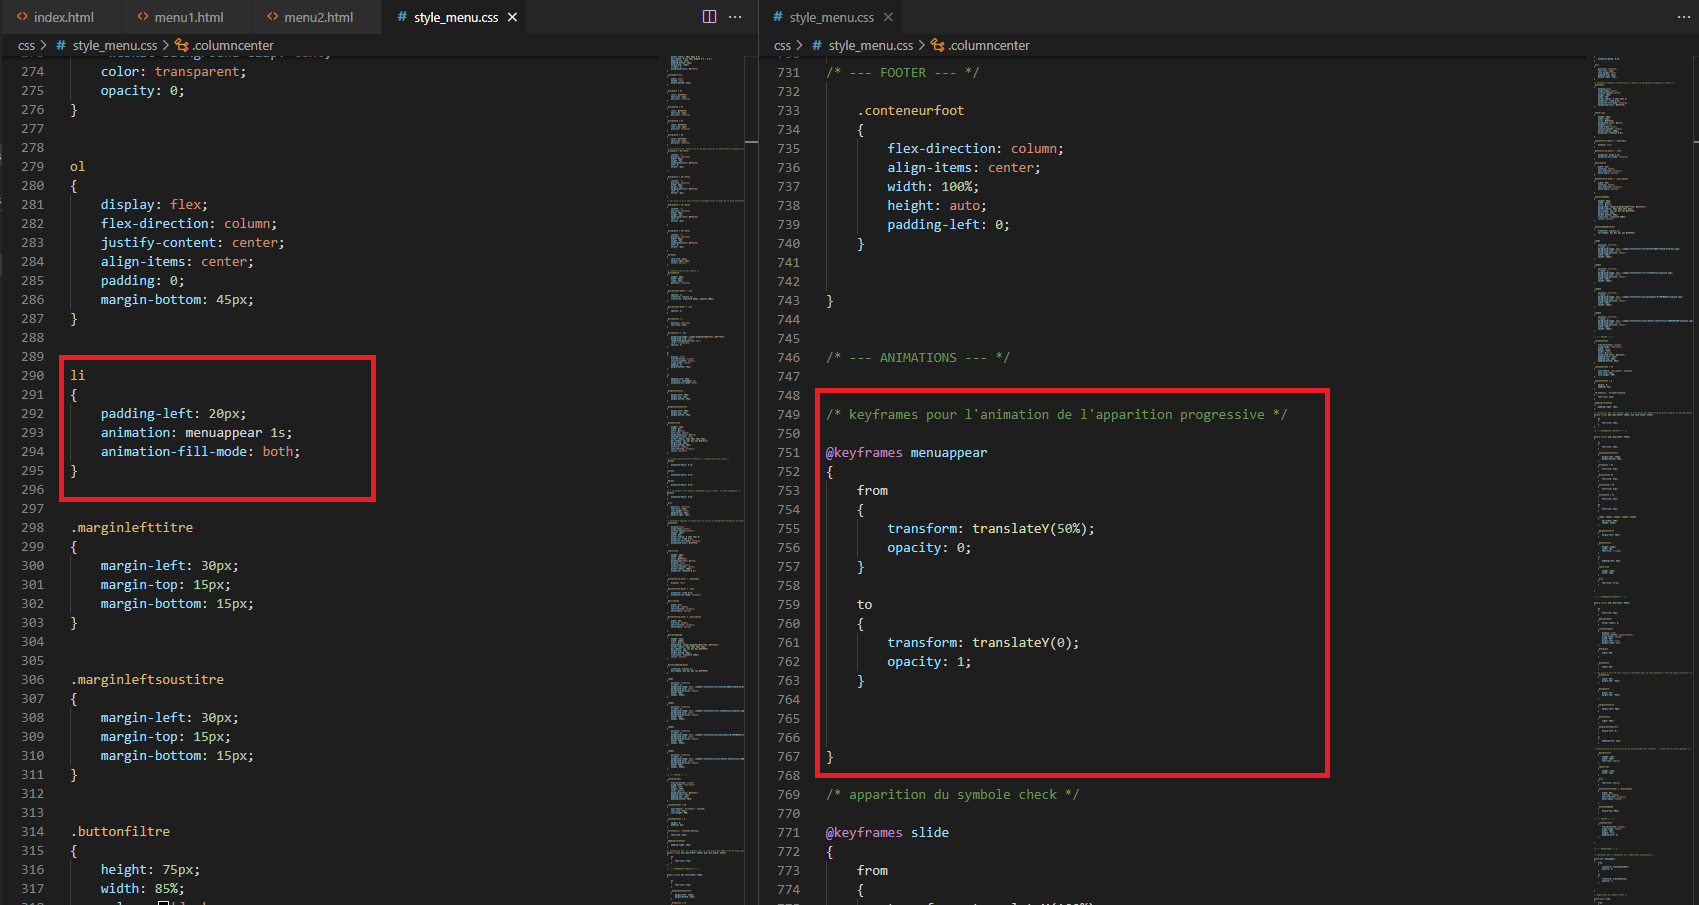 index.html
menu1.html
menu2.html
# style_menu.css
css > # style_menu.css > .columncenter
274 color: transparent;
275 opacity: 0;
276 }
277
278
279 ol
280 {
281 display: flex;
282 flex-direction: column;
283 justify-content: center;
284 align-items: center;
285 padding: 0;
286 margin-bottom: 45px;
287 }
288
289
290 li
291 {
292 padding-left: 20px;
293 animation: menuappear 1s;
294 animation-fill-mode: both;
295 }
296
297
298 .marginlefttitre
299 {
300 margin-left: 30px;
301 margin-top: 15px;
302 margin-bottom: 15px;
303 }
304
305
306 .marginleftsoustitre
307 {
308 margin-left: 30px;
309 margin-top: 15px;
310 margin-bottom: 15px;
311 }
312
313
314 .buttonfiltre
315 {
316 height: 75px;
317 width: 85%;
# style_menu.css
css > # style_menu.css > .columncenter
731 /* --- FOOTER --- */
732
733 .conteneurfoot
734 {
735 flex-direction: column;
736 align-items: center;
737 width: 100%;
738 height: auto;
739 padding-left: 0;
740 }
741
742
743 }
744
745
746 /* --- ANIMATIONS --- */
747
748
749 /* keyframes pour l'animation de l'apparition progressive */
750
751 @keyframes menuappear
752 {
753 from
754 {
755 transform: translateY(50%);
756 opacity: 0;
757 }
758
759 to
760 {
761 transform: translateY(0);
762 opacity: 1;
763 }
764
765
766
767 }
768
769 /* apparition du symbole check */
770
771 @keyframes slide
772 {
773 from
774 {